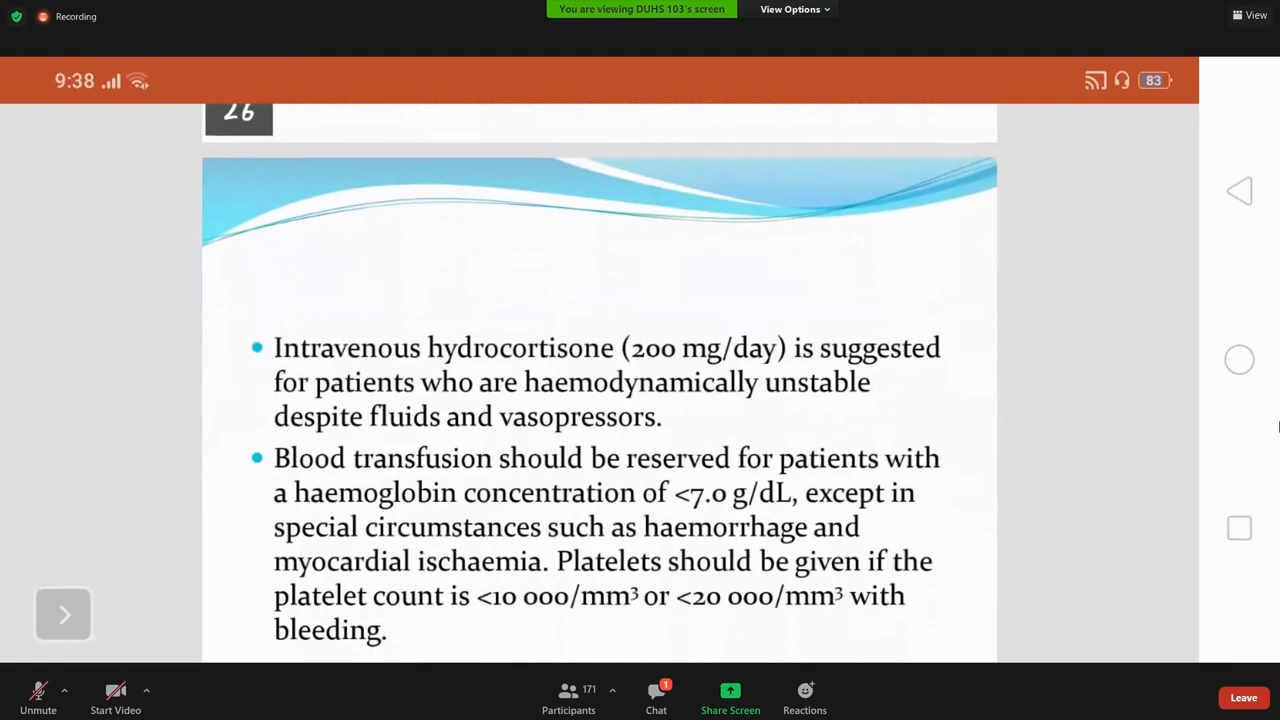 Recording
You are viewing DUHS 103's screen
View Options
View
9:38
83
26
Intravenous hydrocortisone (200 mg/day) is suggested
for patients who are haemodynamically unstable
despite fluids and vasopressors.
Blood transfusion should be reserved for patients with
a haemoglobin concentration of <7.0 g/dL, except in
special circumstances such as haemorrhage and
myocardial ischaemia. Platelets should be given if the
platelet count is <10 000/mm³ or <20 000/mm³ with
bleeding.
Unmute
Start Video
171
Participants
1
Chat
Share Screen
Reactions
Leave